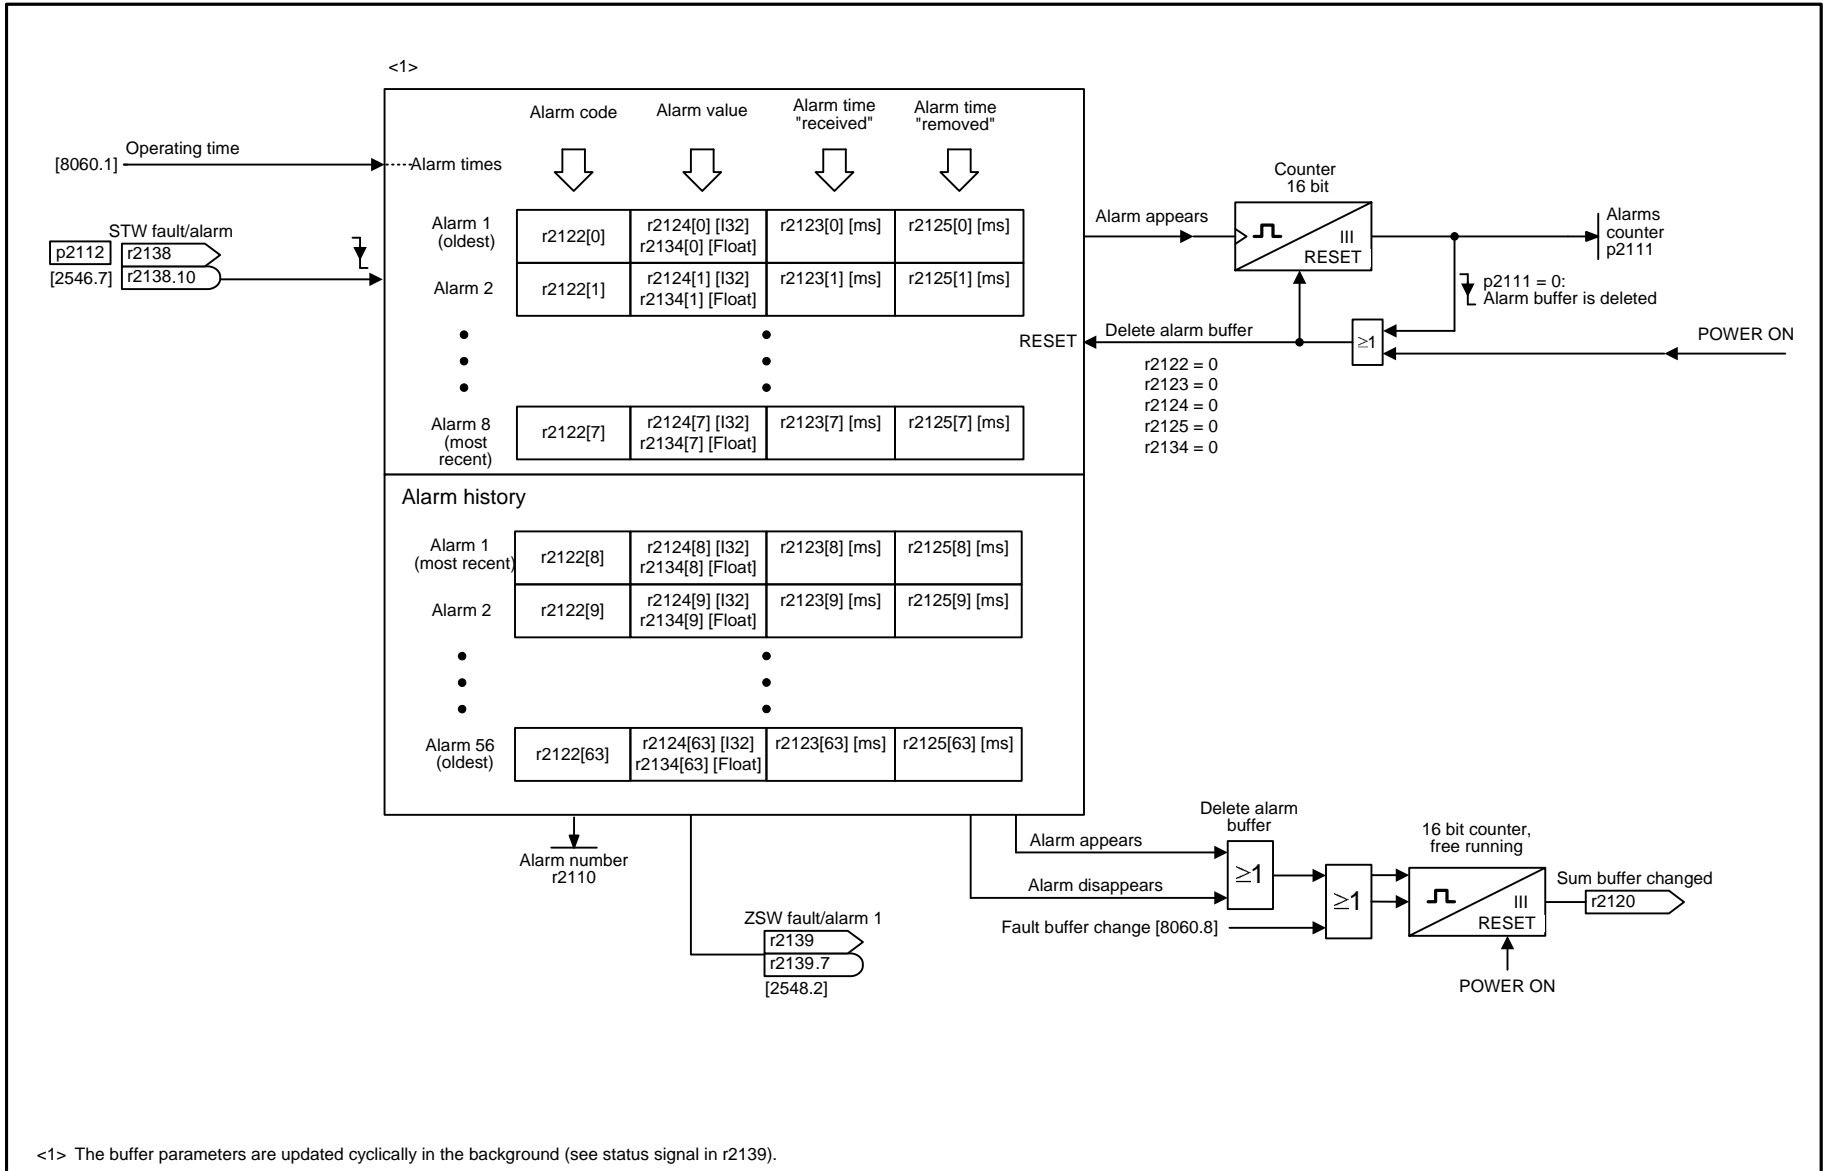 <1>
Alarm code
Alarm value
Alarm time
"received"
Alarm time
"removed"
Operating time
[8060.1]
Alarm times
STW fault/alarm
p2112
r2138
[2546.7]
r2138.10
Alarm 1
(oldest)
r2122[0]
r2124[0] [I32]
r2134[0] [Float]
r2123[0] [ms]
r2125[0] [ms]
Alarm 2
r2122[1]
r2124[1] [I32]
r2134[1] [Float]
r2123[1] [ms]
r2125[1] [ms]
RESET
Alarm 8
(most
recent)
r2122[7]
r2124[7] [I32]
r2134[7] [Float]
r2123[7] [ms]
r2125[7] [ms]
Alarm appears
Counter
16 bit
III
RESET
Alarms
counter
p2111
p2111 = 0:
Alarm buffer is deleted
Delete alarm buffer
≥1
POWER ON
r2122 = 0
r2123 = 0
r2124 = 0
r2125 = 0
r2134 = 0
Alarm history
Alarm 1
(most recent)
r2122[8]
r2124[8] [I32]
r2134[8] [Float]
r2123[8] [ms]
r2125[8] [ms]
Alarm 2
r2122[9]
r2124[9] [I32]
r2134[9] [Float]
r2123[9] [ms]
r2125[9] [ms]
Alarm 56
(oldest)
r2122[63]
r2124[63] [I32]
r2134[63] [Float]
r2123[63] [ms]
r2125[63] [ms]
Alarm number
r2110
ZSW fault/alarm 1
r2139
r2139.7
[2548.2]
Alarm appears
Alarm disappears
Fault buffer change [8060.8]
Delete alarm
buffer
≥1
≥1
16 bit counter,
free running
III
RESET
POWER ON
Sum buffer changed
r2120
<1> The buffer parameters are updated cyclically in the background (see status signal in r2139).